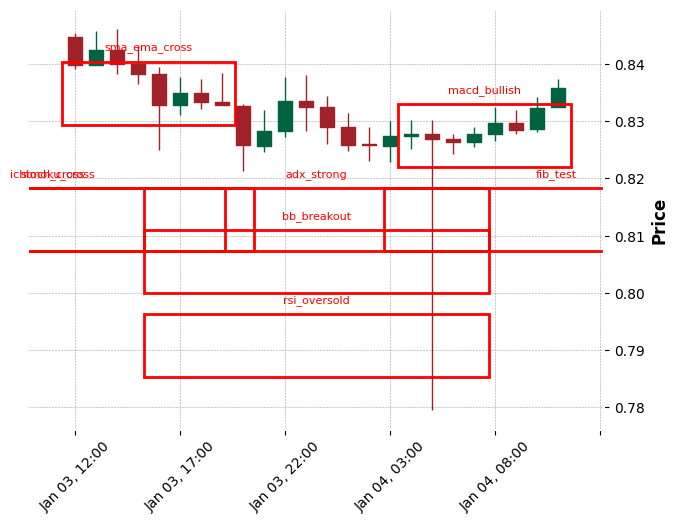 sma_ema_cross
macd_bullish
adx_strong
fib_test
bb_breakout
rsi_oversold
0.84
0.83
0.82
0.81
0.80
0.79
0.78
Price
Jan 03, 12:00
Jan 03, 17:00
Jan 03, 22:00
Jan 04, 03:00
Jan 04, 08:00